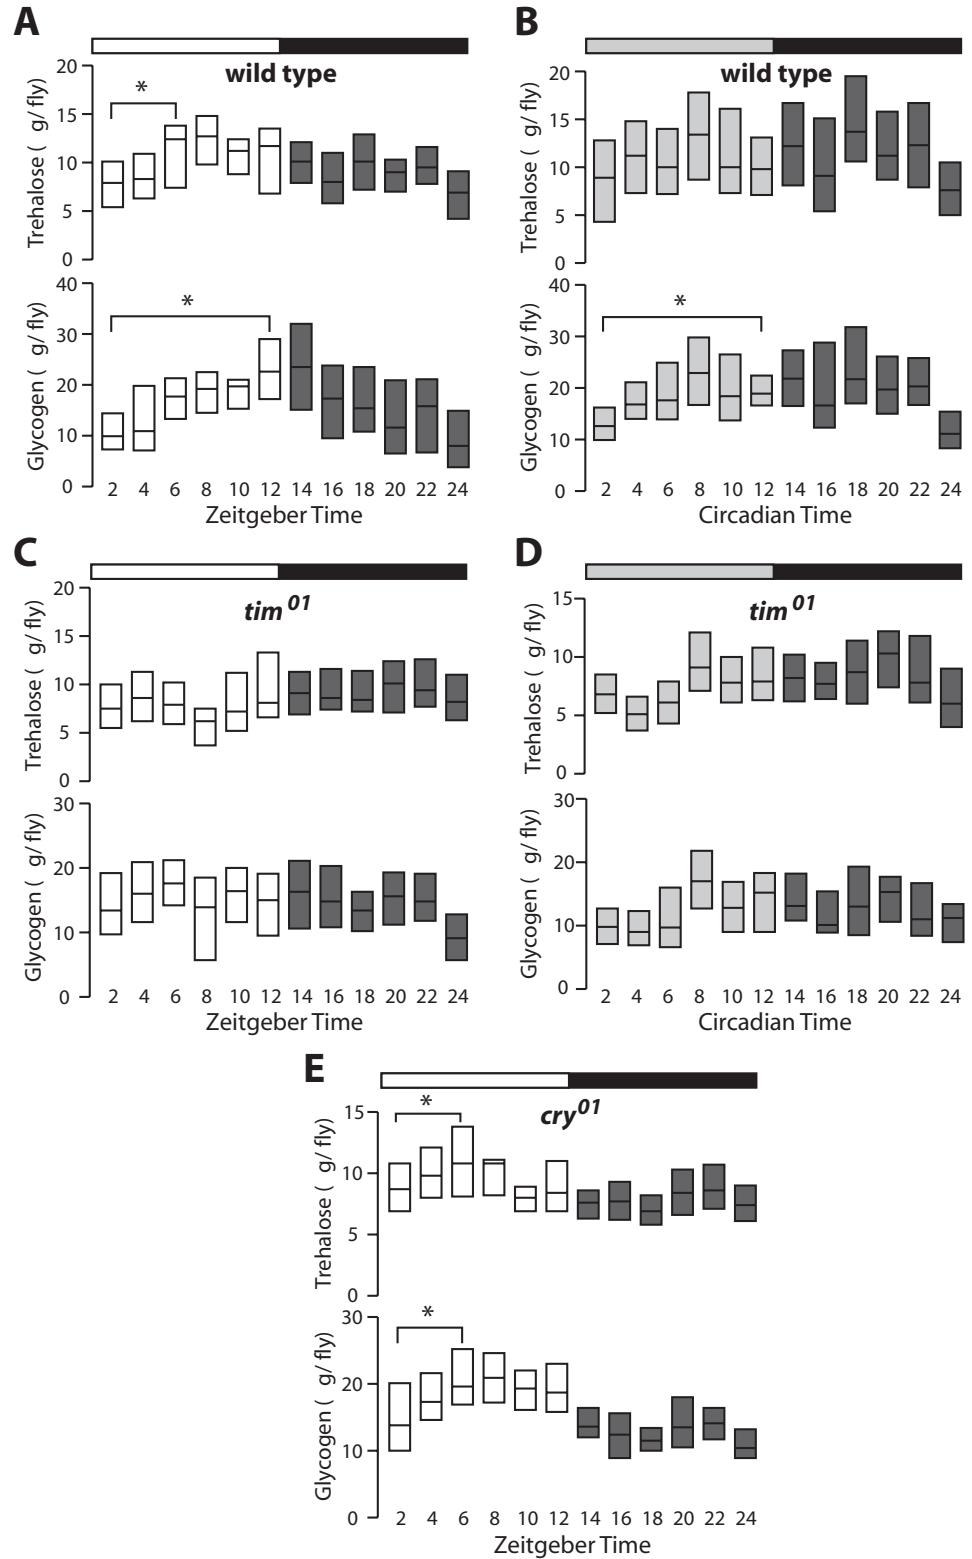 A
wild type
Trehalose ( g/ fly)
20
15
10
5
0
*
Glycogen ( g/ fly)
40
30
20
10
0
*
2 4 6 8 10 12 14 16 18 20 22 24
Zeitgeber Time
B
wild type
Trehalose ( g/ fly)
20
15
10
5
0
Glycogen ( g/ fly)
40
30
20
10
0
*
2 4 6 8 10 12 14 16 18 20 22 24
Circadian Time
C
tim 01
Trehalose ( g/ fly)
20
15
10
5
0
Glycogen ( g/ fly)
30
20
10
0
2 4 6 8 10 12 14 16 18 20 22 24
Zeitgeber Time
D
tim 01
Trehalose ( g/ fly)
15
10
5
0
Glycogen ( g/ fly)
30
20
10
0
2 4 6 8 10 12 14 16 18 20 22 24
Circadian Time
E
cry01
Trehalose ( g/ fly)
15
10
5
0
*
Glycogen ( g/ fly)
30
20
10
0
*
2 4 6 8 10 12 14 16 18 20 22 24
Zeitgeber Time